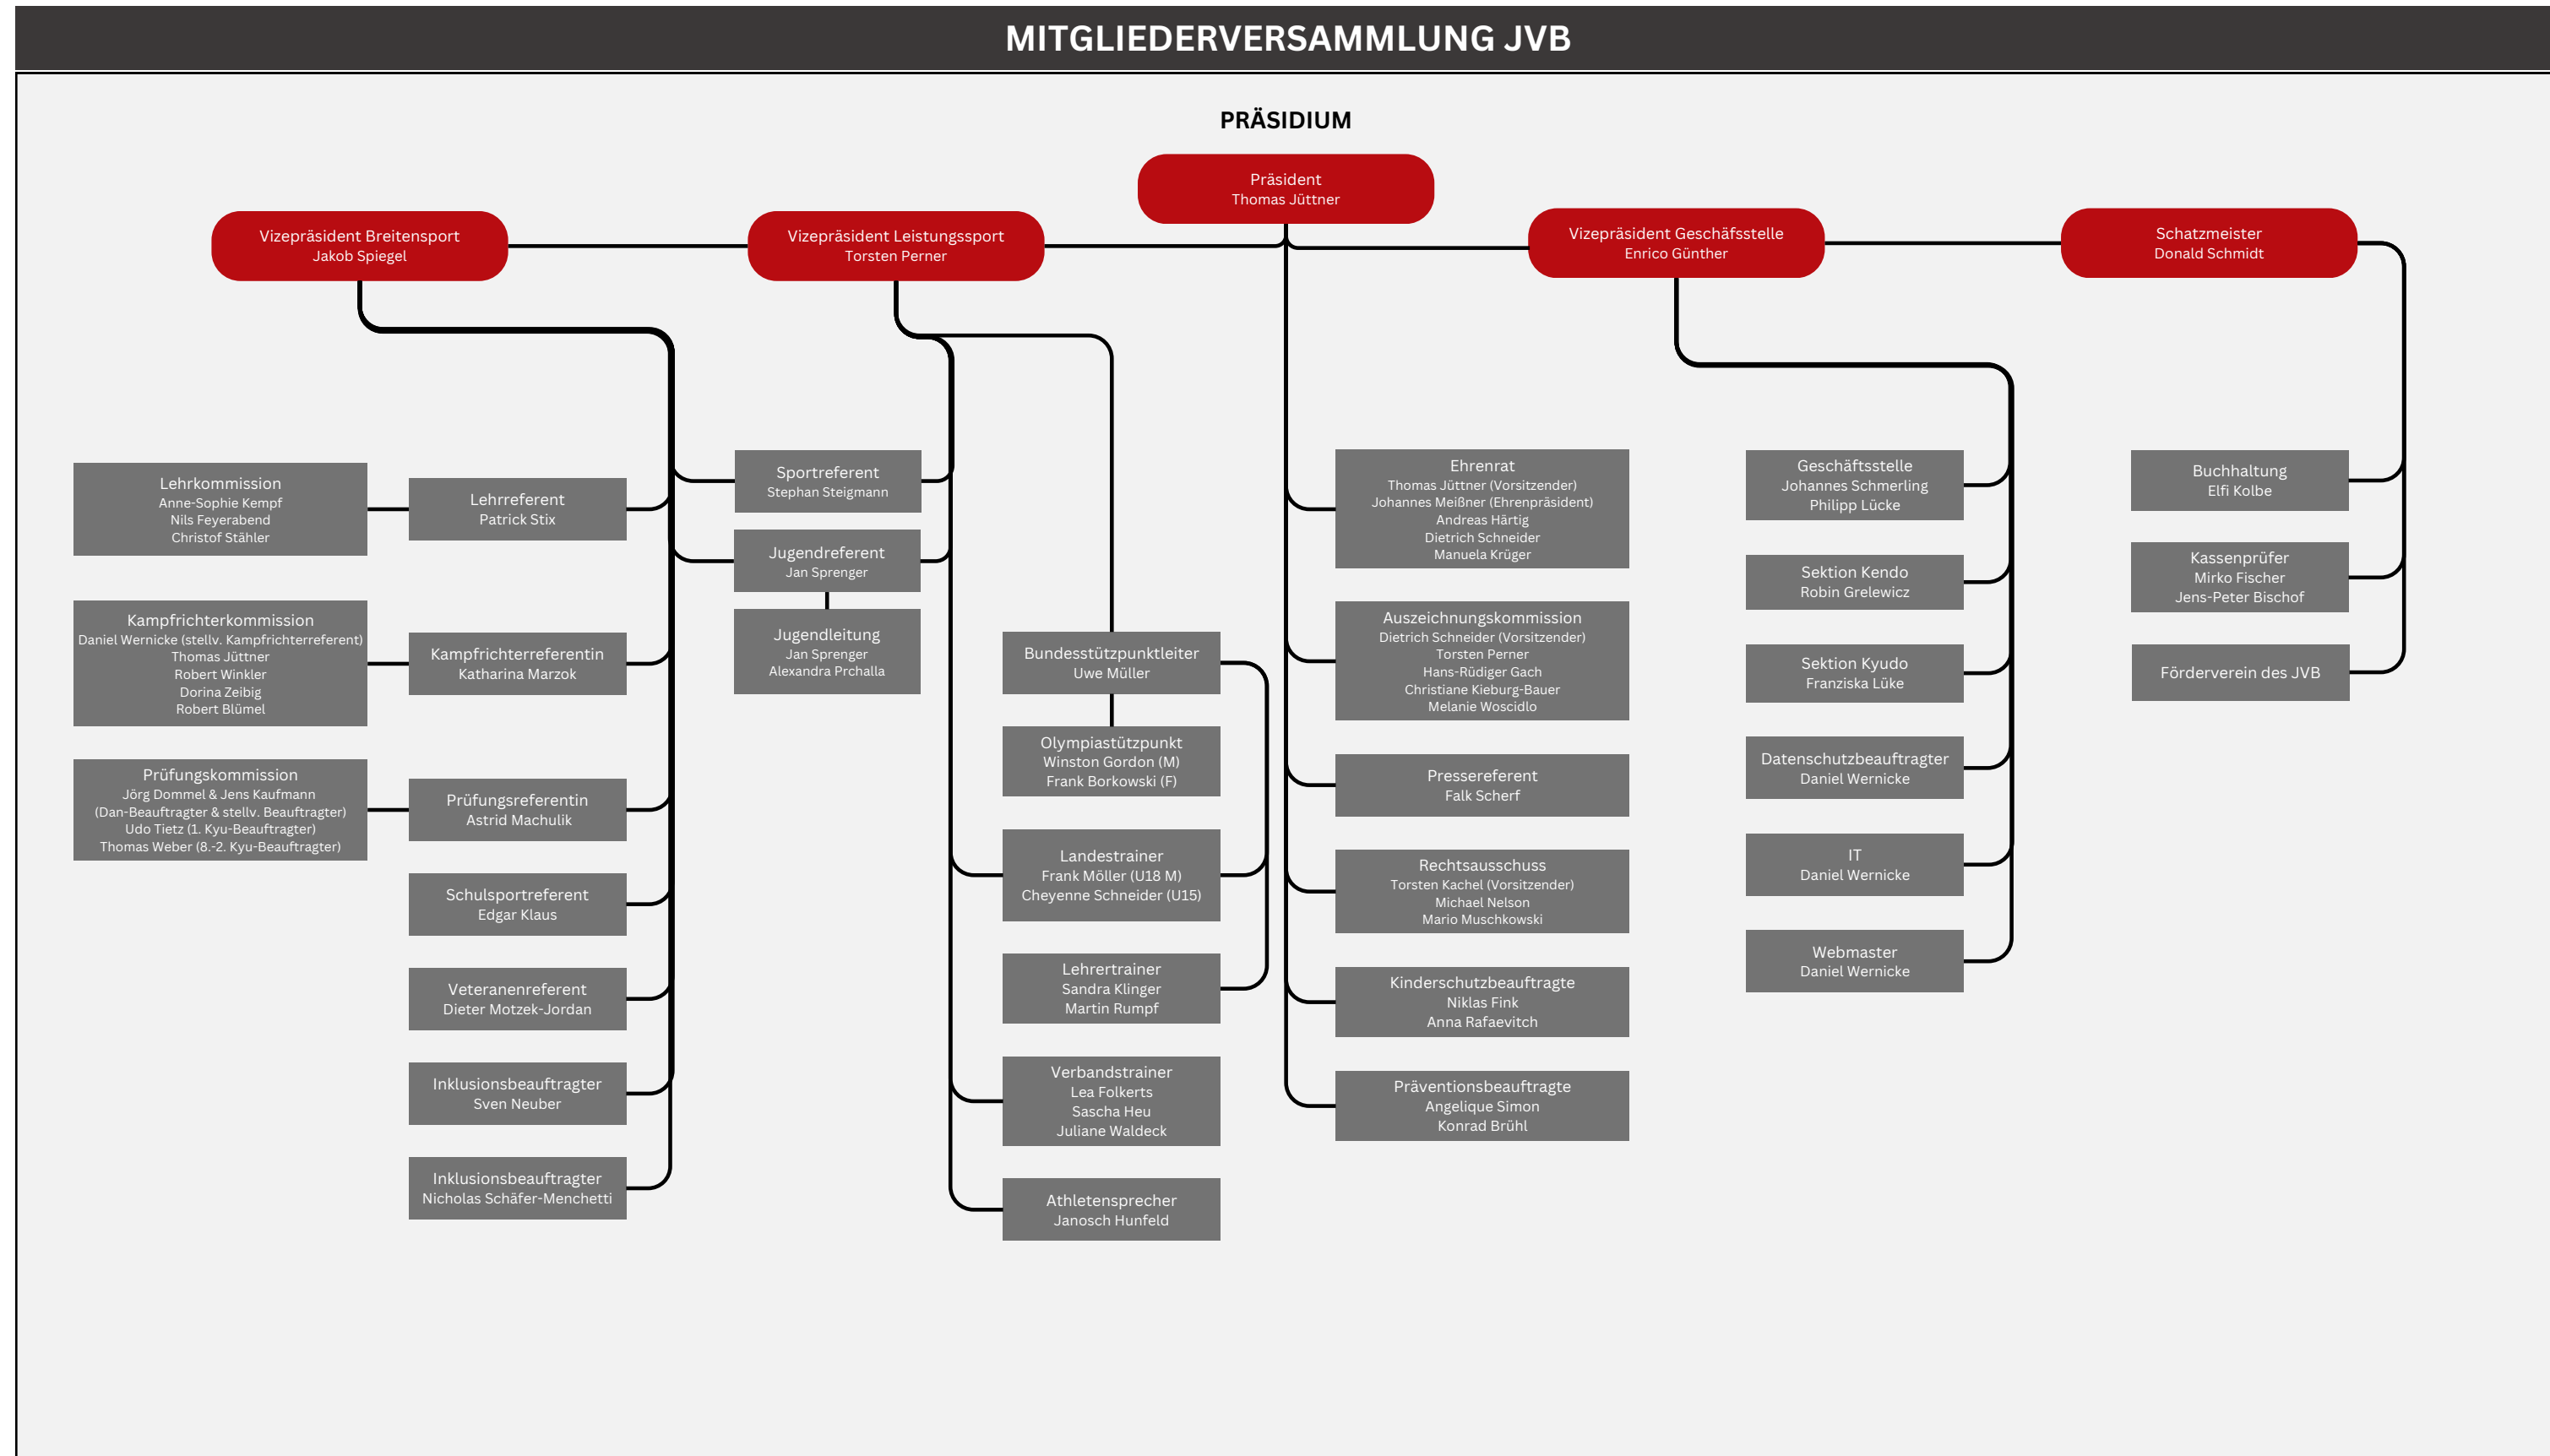 MITGLIEDERVERSAMMLUNG JVB
PRÄSIDIUM
Präsident
Thomas Jüttner
Vizepräsident Breitensport
Jakob Spiegel
Vizepräsident Leistungssport
Torsten Perner
Vizepräsident Geschäfsstelle
Enrico Günther
Schatzmeister
Donald Schmidt
Lehrkommission
Anne-Sophie Kempf
Nils Feyerabend
Christof Stähler
Lehrreferent
Patrick Stix
Kampfrichterkommission
Daniel Wernicke (stellv. Kampfrichterreferent)
Thomas Jüttner
Robert Winkler
Dorina Zeibig
Robert Blümel
Kampfrichterreferentin
Katharina Marzok
Prüfungskommission
Jörg Dommel & Jens Kaufmann
(Dan-Beauftragter & stellv. Beauftragter)
Udo Tietz (1. Kyu-Beauftragter)
Thomas Weber (8.-2. Kyu-Beauftragter)
Prüfungsreferentin
Astrid Machulik
Schulsportreferent
Edgar Klaus
Veteranenreferent
Dieter Motzek-Jordan
Inklusionsbeauftragter
Sven Neuber
Inklusionsbeauftragter
Nicholas Schäfer-Menchetti
Sportreferent
Stephan Steigmann
Jugendreferent
Jan Sprenger
Jugendleitung
Jan Sprenger
Alexandra Prchalla
Bundesstützpunktleiter
Uwe Müller
Olympiastützpunkt
Winston Gordon (M)
Frank Borkowski (F)
Landestrainer
Frank Möller (U18 M)
Cheyenne Schneider (U15)
Lehrertrainer
Sandra Klinger
Martin Rumpf
Verbandstrainer
Lea Folkerts
Sascha Heu
Juliane Waldeck
Athletensprecher
Janosch Hunfeld
Ehrenrat
Thomas Jüttner (Vorsitzender)
Johannes Meißner (Ehrenpräsident)
Andreas Härtig
Dietrich Schneider
Manuela Krüger
Auszeichnungskommission
Dietrich Schneider (Vorsitzender)
Torsten Perner
Hans-Rüdiger Gach
Christiane Kieburg-Bauer
Melanie Woscidlo
Pressereferent
Falk Scherf
Rechtsausschuss
Torsten Kachel (Vorsitzender)
Michael Nelson
Mario Muschkowski
Kinderschutzbeauftragte
Niklas Fink
Anna Rafaevitch
Präventionsbeauftragte
Angelique Simon
Konrad Brühl
Geschäftsstelle
Johannes Schmerling
Philipp Lücke
Sektion Kendo
Robin Grelewicz
Sektion Kyudo
Franziska Lüke
Datenschutzbeauftragter
Daniel Wernicke
IT
Daniel Wernicke
Webmaster
Daniel Wernicke
Buchhaltung
Elfi Kolbe
Kassenprüfer
Mirko Fischer
Jens-Peter Bischof
Förderverein des JVB